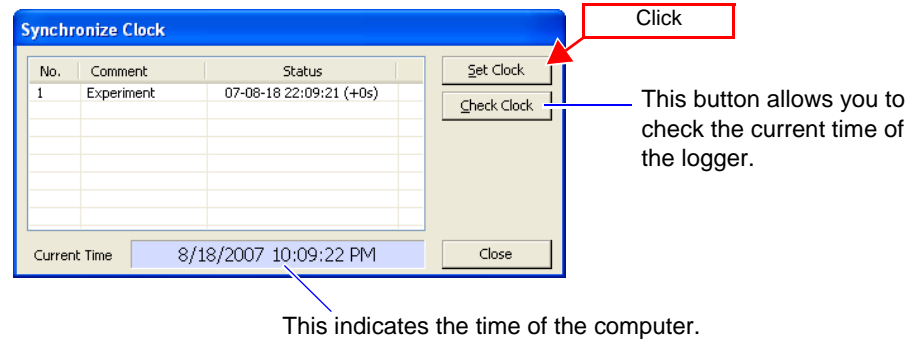 Click
Synchronize Clock
No. Comment Status
1 Experiment 07-08-18 22:09:21 (+0s)
Set Clock
Check Clock
This button allows you to
check the current time of
the logger.
Current Time 8/18/2007 10:09:22 PM
Close
This indicates the time of the computer.